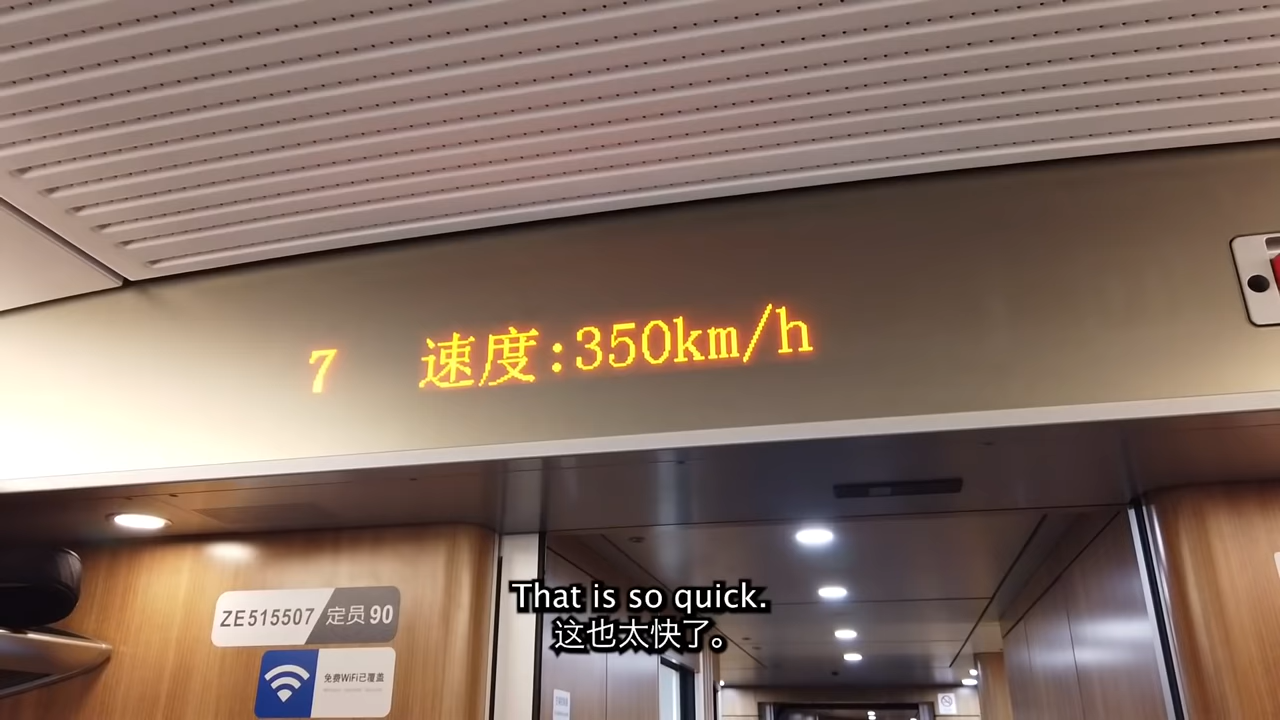 7 速度:350km/h
ZE515507 定员90
免费WiFi已覆盖
That is so quick.
这也太快了。